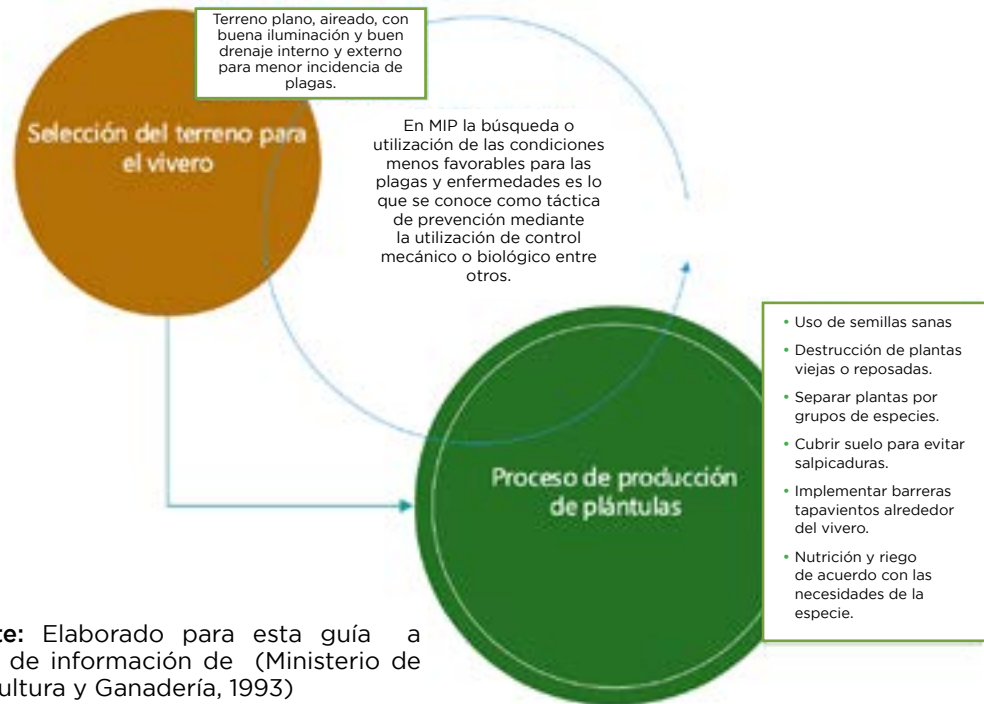 Terreno plano, aireado, con
buena iluminación y buen
drenaje interno y externo
para menor incidencia de
plagas.
Selección del terreno para
el vivero
En MIP la búsqueda o
utilización de las condiciones
menos favorables para las
plagas y enfermedades es lo
que se conoce como táctica
de prevención mediante
la utilización de control
mecánico o biológico entre
otros.
Proceso de producción
de plántulas
• Uso de semillas sanas
• Destrucción de plantas
viejas o reposadas.
• Separar plantas por
grupos de especies.
• Cubrir suelo para evitar
salpicaduras.
• Implementar barreras
tapavientos alrededor
del vivero.
• Nutrición y riego
de acuerdo con las
necesidades de la
especie.
te: Elaborado para esta guía a
de información de (Ministerio de
ultura y Ganadería, 1993)